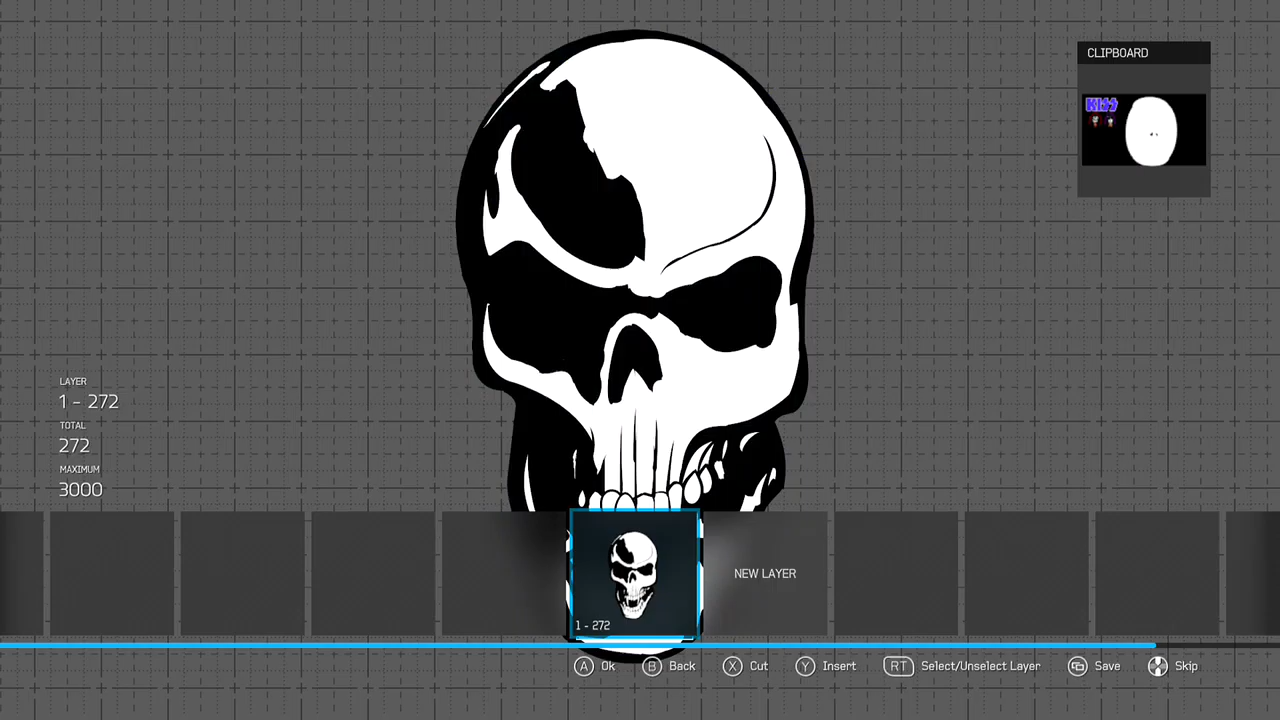 CLIPBOARD
KISS
LAYER
1 - 272
TOTAL
272
MAXIMUM
3000
NEW LAYER
1 - 272
A Ok B Back X Cut Y Insert RT Select/Unselect Layer Save Skip